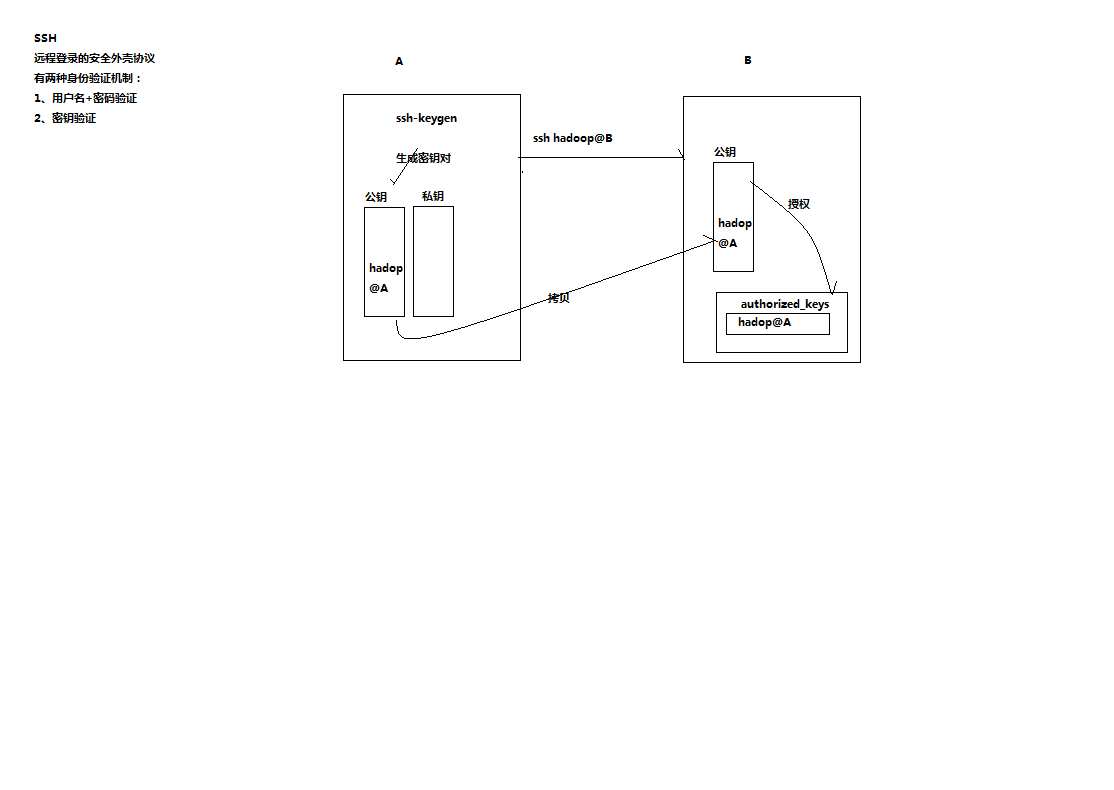 SSH
远程登录的安全外壳协议
有两种身份验证机制：
1、用户名+密码验证
2、密钥验证
A
B
ssh-keygen
ssh hadoop@B
生成密钥对
公钥
私钥
公钥
授权
hadop
@A
hadop
@A
拷贝
authorized_keys
hadop@A